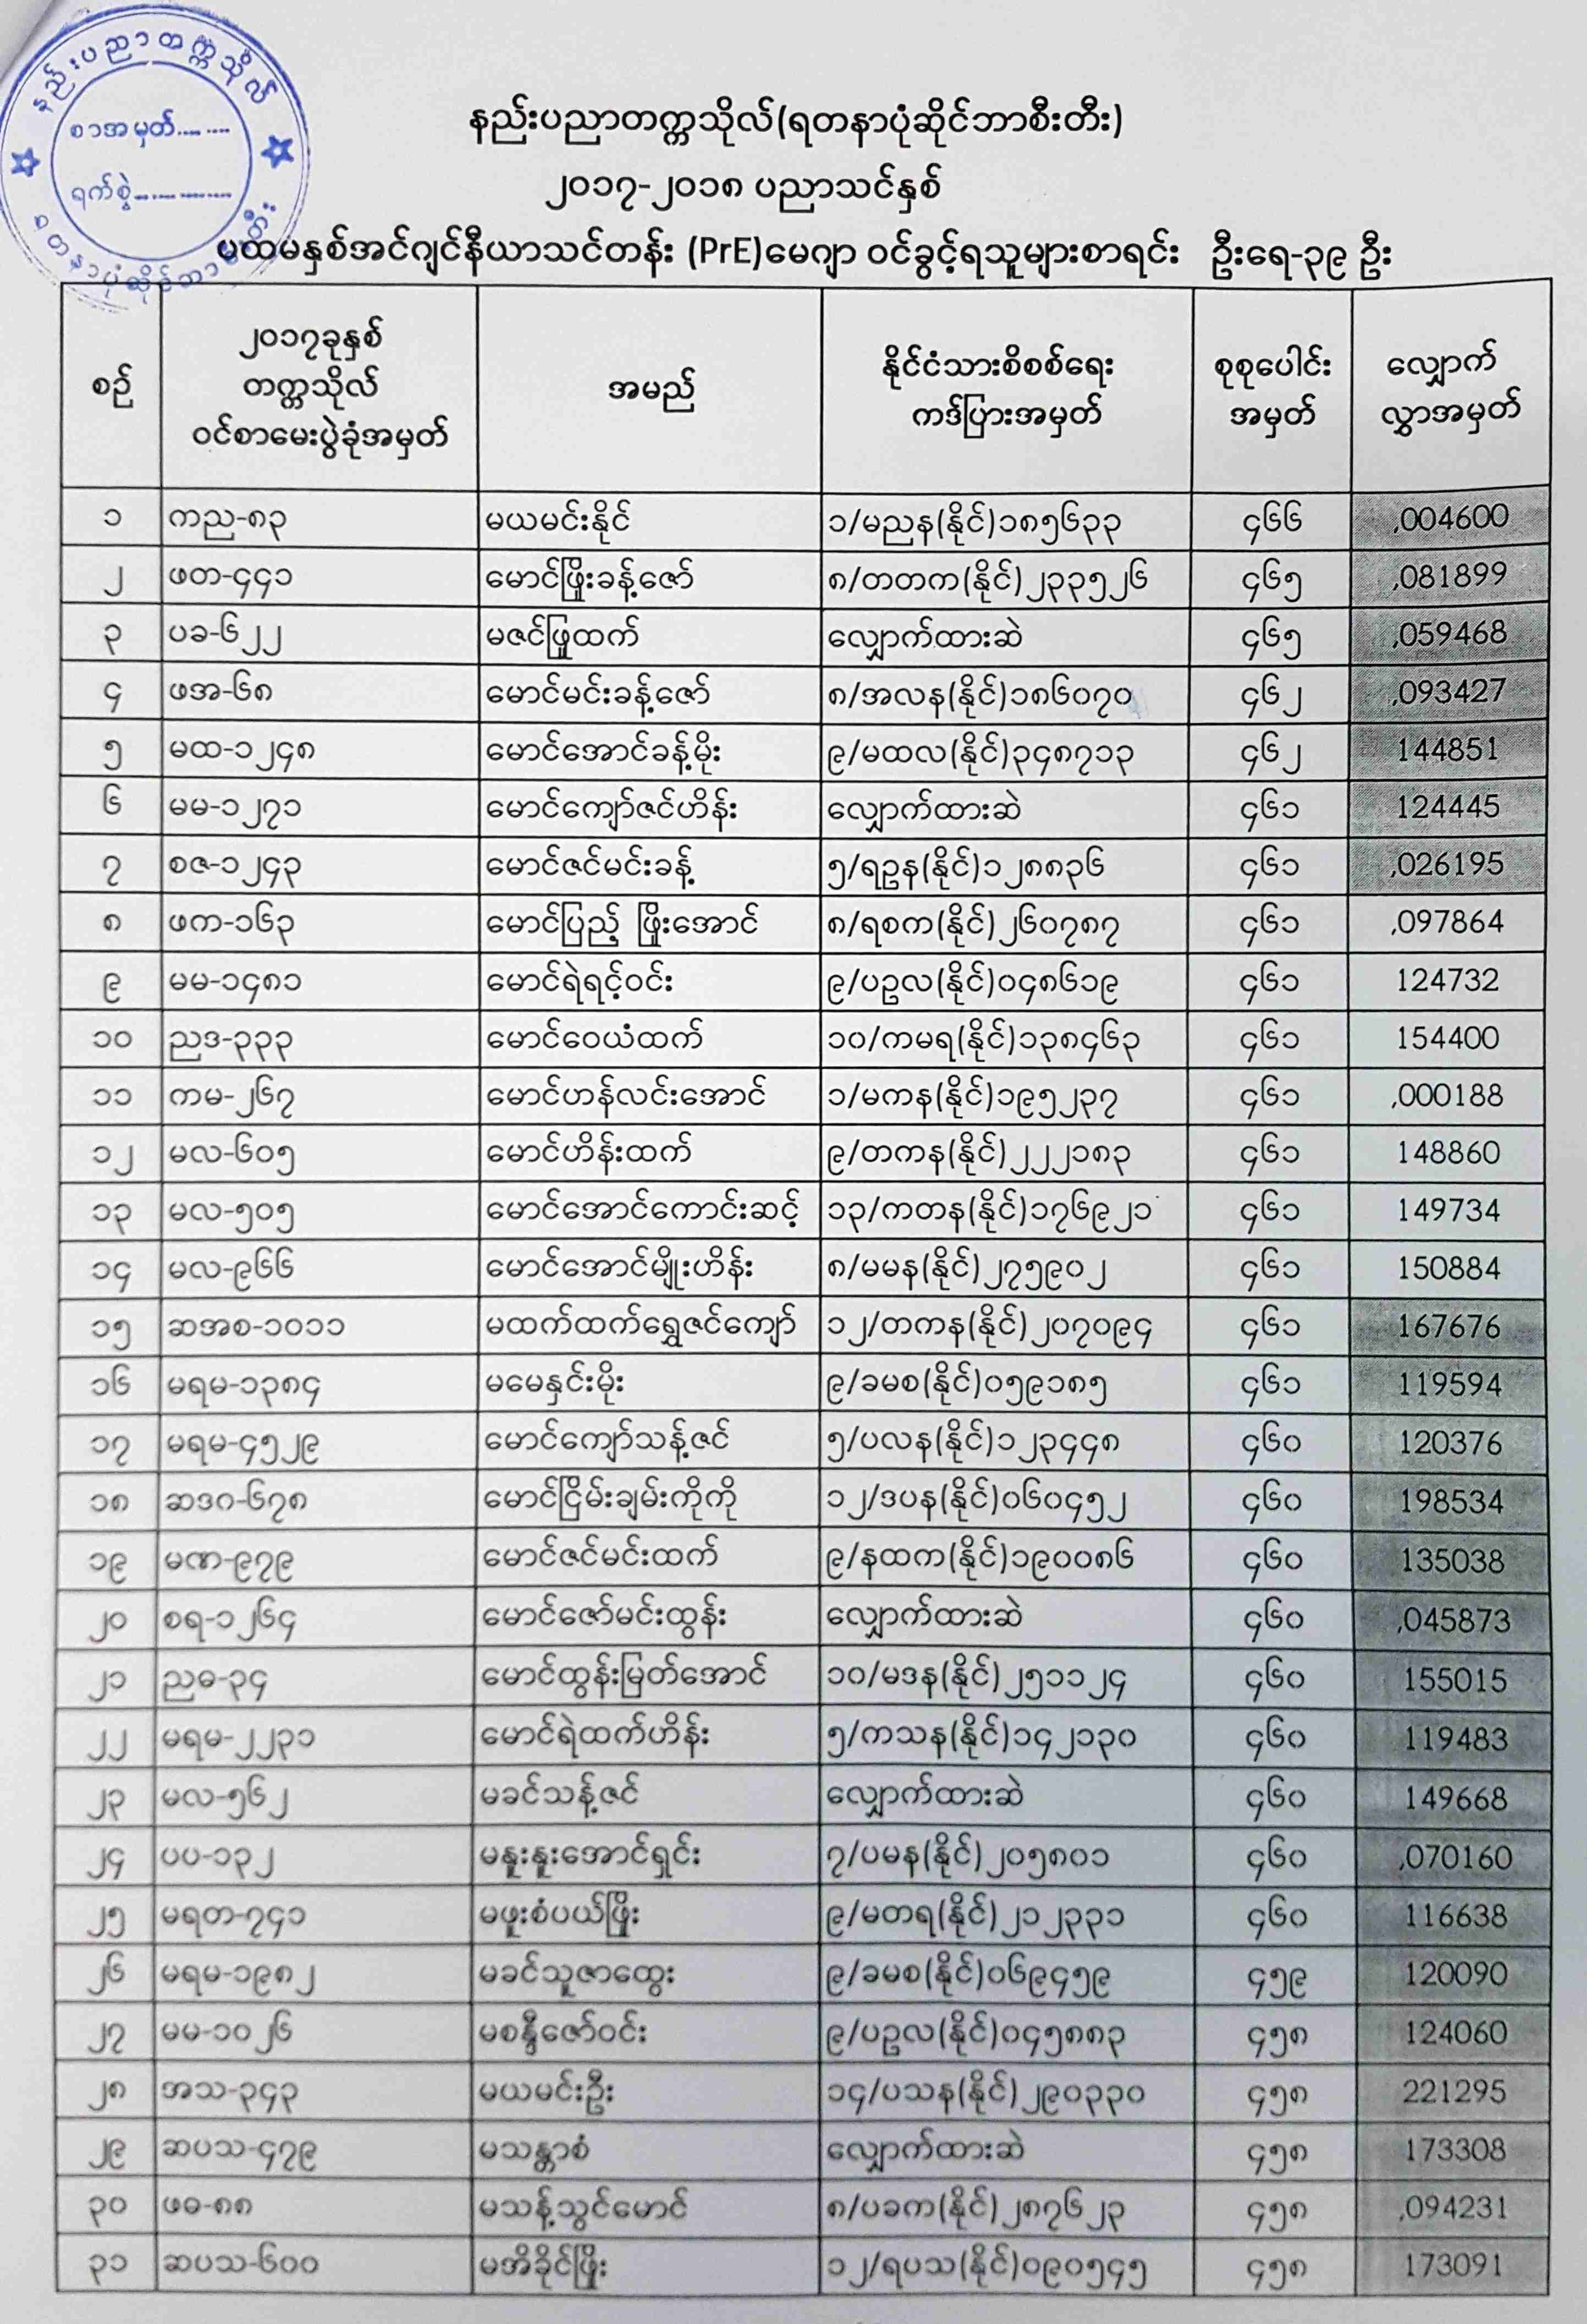 နည်းပညာတက္ကသိုလ်
စာအမှတ်.... ....
ရက်စွဲ.... .... ....
ရတနာပုံဆိုင်ဘာစီးတီး
နည်းပညာတက္ကသိုလ်(ရတနာပုံဆိုင်ဘာစီးတီး)
၂၀၁၇-၂၀၁၈ ပညာသင်နှစ်
ပထမနှစ်အင်ဂျင်နီယာသင်တန်း (PrE)မေဂျာ ဝင်ခွင့်ရသူများစာရင်း ဦးရေ-၃၉ ဦး
စဉ် ၂၀၁၇ခုနှစ် တက္ကသိုလ် ဝင်စာမေးပွဲခုံအမှတ် အမည် နိုင်ငံသားစိစစ်ရေး ကဒ်ပြားအမှတ် စုစုပေါင်း အမှတ် လျှောက် လွှာအမှတ်
၁ ကည-၈၃ မယမင်းနိုင် ၁/မညန(နိုင်)၁၈၅၆၃၃ ၄၆၆ ,004600
၂ ဖတ-၄၄၁ မောင်ဖြိုးခန့်ဇော် ၈/တတက(နိုင်)၂၃၃၅၂၆ ၄၆၅ ,081899
၃ ပခ-၆၂၂ မဇင်ဖြူထက် လျှောက်ထားဆဲ ၄၆၅ ,059468
၄ ဖအ-၆၈ မောင်မင်းခန့်ဇော် ၈/အလန(နိုင်)၁၈၆၀၇၀ ၄၆၂ ,093427
၅ မထ-၁၂၄၈ မောင်အောင်ခန့်မိုး ၉/မထလ(နိုင်)၃၄၈၇၁၃ ၄၆၂ 144851
၆ မမ-၁၂၇၁ မောင်ကျော်ဇင်ဟိန်း လျှောက်ထားဆဲ ၄၆၁ 124445
၇ စဇ-၁၂၄၃ မောင်ဇင်မင်းခန့် ၅/ရဥန(နိုင်)၁၂၈၈၃၆ ၄၆၁ ,026195
၈ ဖက-၁၆၃ မောင်ပြည့် ဖြိုးအောင် ၈/ရစက(နိုင်)၂၆၀၇၈၇ ၄၆၁ ,097864
၉ မမ-၁၄၈၁ မောင်ရဲရင့်ဝင်း ၉/ပဥလ(နိုင်)၀၄၈၆၁၉ ၄၆၁ 124732
၁၀ ညဒ-၃၃၃ မောင်ဝေယံထက် ၁၀/ကမရ(နိုင်)၁၃၈၄၆၃ ၄၆၁ 154400
၁၁ ကမ-၂၆၇ မောင်ဟန်လင်းအောင် ၁/မကန(နိုင်)၁၉၅၂၃၇ ၄၆၁ ,000188
၁၂ မလ-၆၀၅ မောင်ဟိန်းထက် ၉/တကန(နိုင်)၂၂၂၁၈၃ ၄၆၁ 148860
၁၃ မလ-၅၀၅ မောင်အောင်ကောင်းဆင့် ၁၃/ကတန(နိုင်)၁၇၆၉၂၁ ၄၆၁ 149734
၁၄ မလ-၉၆၆ မောင်အောင်မျိုးဟိန်း ၈/မမန(နိုင်)၂၇၅၉၀၂ ၄၆၁ 150884
၁၅ ဆအစ-၁၀၁၁ မထက်ထက်ရွှေဇင်ကျော် ၁၂/တကန(နိုင်)၂၀၇၀၉၄ ၄၆၁ 167676
၁၆ မရမ-၁၃၈၄ မမေနှင်းမိုး ၉/ခမစ(နိုင်)၀၅၉၁၈၅ ၄၆၁ 119594
၁၇ မရမ-၄၅၂၉ မောင်ကျော်သန့်ဇင် ၅/ပလန(နိုင်)၁၂၃၄၄၈ ၄၆၀ 120376
၁၈ ဆဒဂ-၆၇၈ မောင်ငြိမ်းချမ်းကိုကို ၁၂/ဒပန(နိုင်)၀၆၀၄၅၂ ၄၆၀ 198534
၁၉ မဏ-၉၇၉ မောင်ဇင်မင်းထက် ၉/နထက(နိုင်)၁၉၀၀၈၆ ၄၆၀ 135038
၂၀ စရ-၁၂၆၄ မောင်ဇော်မင်းထွန်း လျှောက်ထားဆဲ ၄၆၀ ,045873
၂၁ ညဓ-၃၄ မောင်ထွန်းမြတ်အောင် ၁၀/မဒန(နိုင်)၂၅၁၁၂၄ ၄၆၀ 155015
၂၂ မရမ-၂၂၃၁ မောင်ရဲထက်ဟိန်း ၅/ကသန(နိုင်)၁၄၂၁၃၀ ၄၆၀ 119483
၂၃ မလ-၅၆၂ မခင်သန့်ဇင် လျှောက်ထားဆဲ ၄၆၀ 149668
၂၄ ပပ-၁၃၂ မနူးနူးအောင်ရှင်း ၇/ပမန(နိုင်)၂၀၅၈၀၁ ၄၆၀ ,070160
၂၅ မရတ-၇၄၁ မဖူးစံပယ်ဖြိုး ၉/မတရ(နိုင်)၂၁၂၃၃၁ ၄၆၀ 116638
၂၆ မရမ-၁၉၈၂ မခင်သူဇာထွေး ၉/ခမစ(နိုင်)၀၆၉၄၅၉ ၄၅၉ 120090
၂၇ မမ-၁၀၂၆ မစန္ဒီဇော်ဝင်း ၉/ပဥလ(နိုင်)၀၄၅၈၈၃ ၄၅၈ 124060
၂၈ အသ-၃၄၃ မယမင်းဦး ၁၄/ပသန(နိုင်)၂၉၀၃၃၀ ၄၅၈ 221295
၂၉ ဆပသ-၄၇၉ မသန္တာစံ လျှောက်ထားဆဲ ၄၅၈ 173308
၃၀ ဖဓ-၈၈ မသန့်သွင်မောင် ၈/ပခက(နိုင်)၂၈၇၆၂၃ ၄၅၈ ,094231
၃၁ ဆပသ-၆၀၀ မအိခိုင်ဖြိုး ၁၂/ရပသ(နိုင်)၀၉၀၅၄၅ ၄၅၈ 173091